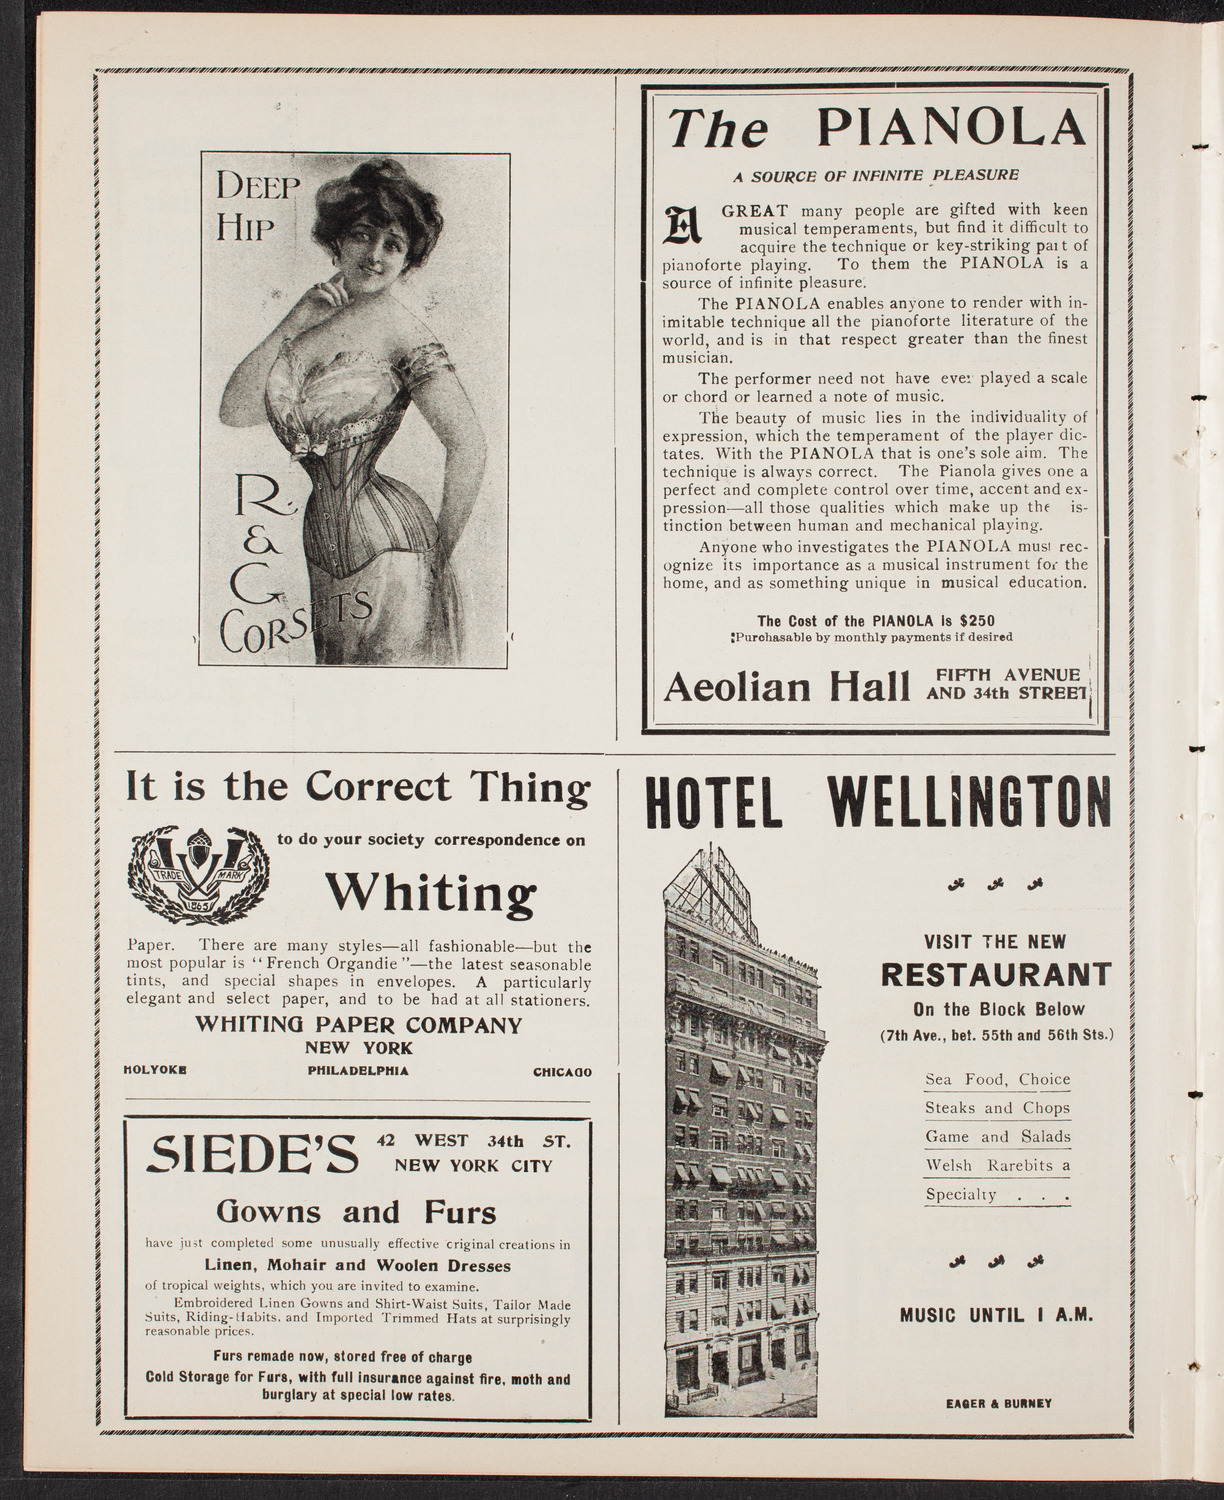 DEEP
HIP
R
&
G
CORSETS
The PIANOLA
A SOURCE OF INFINITE PLEASURE
A GREAT many people are gifted with keen
musical temperaments, but find it difficult to
acquire the technique or key-striking part of
pianoforte playing. To them the PIANOLA is a
source of infinite pleasure.
The PIANOLA enables anyone to render with in-
imitable technique all the pianoforte literature of the
world, and is in that respect greater than the finest
musician.
The performer need not have ever played a scale
or chord or learned a note of music.
The beauty of music lies in the individuality of
expression, which the temperament of the player dic-
tates. With the PIANOLA that is one's sole aim. The
technique is always correct. The Pianola gives one a
perfect and complete control over time, accent and ex-
pression—all those qualities which make up the is-
tinction between human and mechanical playing.
Anyone who investigates the PIANOLA must rec-
ognize its importance as a musical instrument for the
home, and as something unique in musical education.
The Cost of the PIANOLA is $250
Purchasable by monthly payments if desired
Aeolian Hall FIFTH AVENUE
AND 34th STREET
It is the Correct Thing
to do your society correspondence on
TRADE MARK
1865
Whiting
Paper. There are many styles—all fashionable—but the
most popular is "French Organdie"—the latest seasonable
tints, and special shapes in envelopes. A particularly
elegant and select paper, and to be had at all stationers.
WHITING PAPER COMPANY
NEW YORK
HOLYOKE PHILADELPHIA CHICAGO
SIEDE'S 42 WEST 34th ST.
NEW YORK CITY
Gowns and Furs
have just completed some unusually effective original creations in
Linen, Mohair and Woolen Dresses
of tropical weights, which you are invited to examine.
Embroidered Linen Gowns and Shirt-Waist Suits, Tailor Made
Suits, Riding-Habits, and Imported Trimmed Hats at surprisingly
reasonable prices.
Furs remade now, stored free of charge
Cold Storage for Furs, with full insurance against fire, moth and
burglary at special low rates.
HOTEL WELLINGTON
VISIT THE NEW
RESTAURANT
On the Block Below
(7th Ave., bet. 55th and 56th Sts.)
Sea Food, Choice
Steaks and Chops
Game and Salads
Welsh Rarebits a
Specialty . . .
MUSIC UNTIL 1 A.M.
EAGER & BURNEY